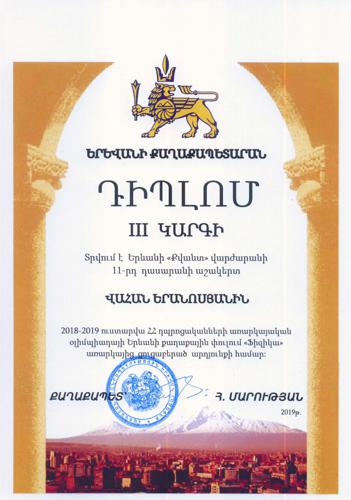 ԵՐԵՎԱՆԻ ՔԱՂԱՔԱՊԵՏԱՐԱՆ
ԴԻՊԼՈՄ
III ԿԱՐԳԻ
Տրվում է Երևանի «Քվանտ» վարժարանի
11-րդ դասարանի աշակերտ
ՎԱՀԱՆ ԵՐԱՆՈՍՅԱՆԻՆ
2018-2019 ուստարվա ՀՀ դպրոցականների առարկայական
օլիմպիադայի Երևանի քաղաքային փուլում «Ֆիզիկա»
առարկայից ցուցաբերած արդյունքի համար:
ՔԱՂԱՔԱՊԵՏ
Հ. ՄԱՐՈՒԹՅԱՆ
2019թ.